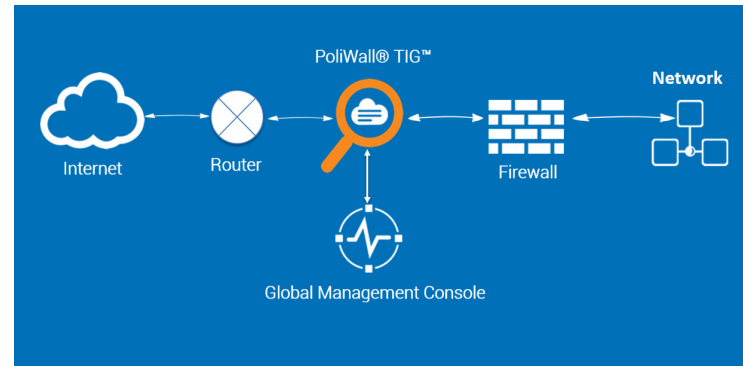 PoliWall® TIG™
Network
Internet
Router
Firewall
Global Management Console